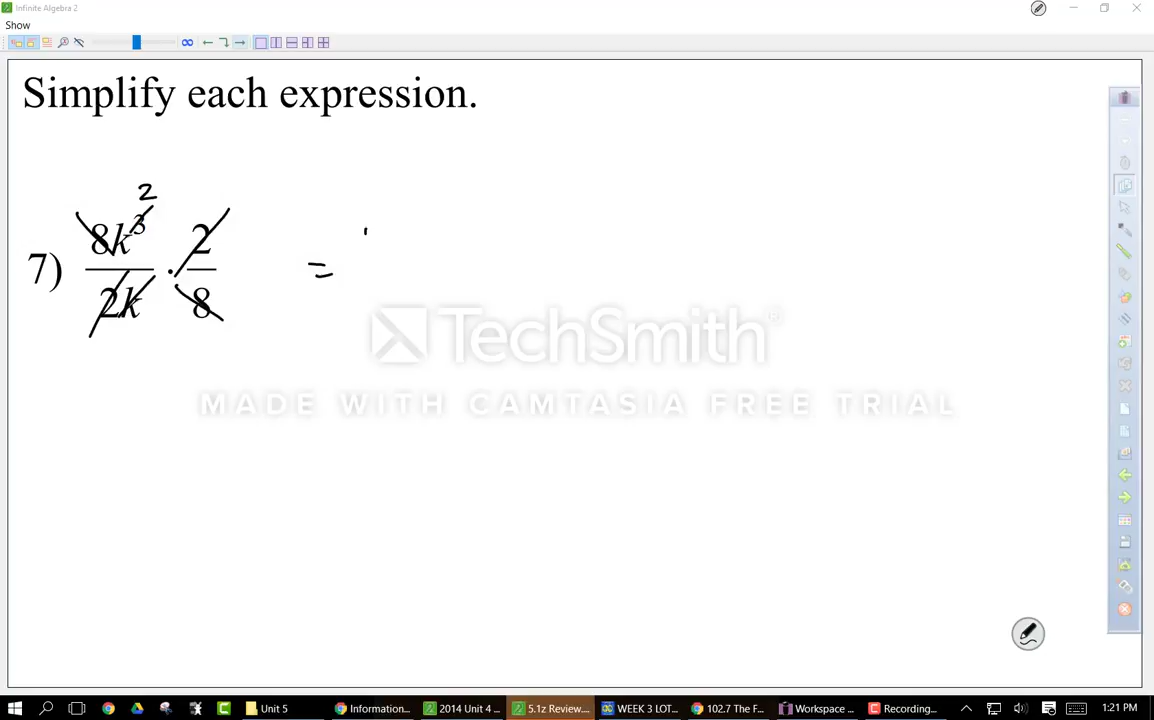 Infinite Algebra 2
Show
Simplify each expression.
2
7) 8k³/2k · 2/8 =
TechSmith®
MADE WITH CAMTASIA FREE TRIAL
Unit 5
Information...
2014 Unit 4 ...
5.1z Review....
WEEK 3 LOT...
102.7 The F...
Workspace ...
Recording...
1:21 PM